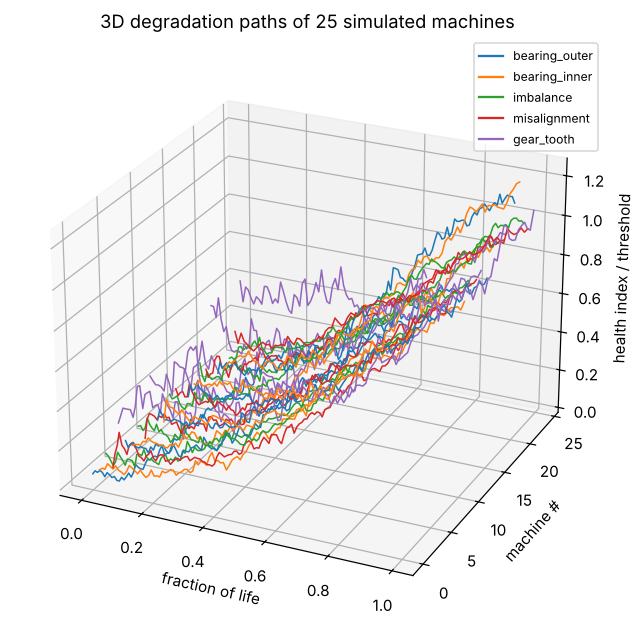 3D degradation paths of 25 simulated machines
bearing_outer
bearing_inner
imbalance
misalignment
gear_tooth
1.2
1.0
0.8
0.6
0.4
0.2
0.0
health index / threshold
25
20
15
10
5
0
machine #
0.0
0.2
0.4
0.6
0.8
1.0
fraction of life